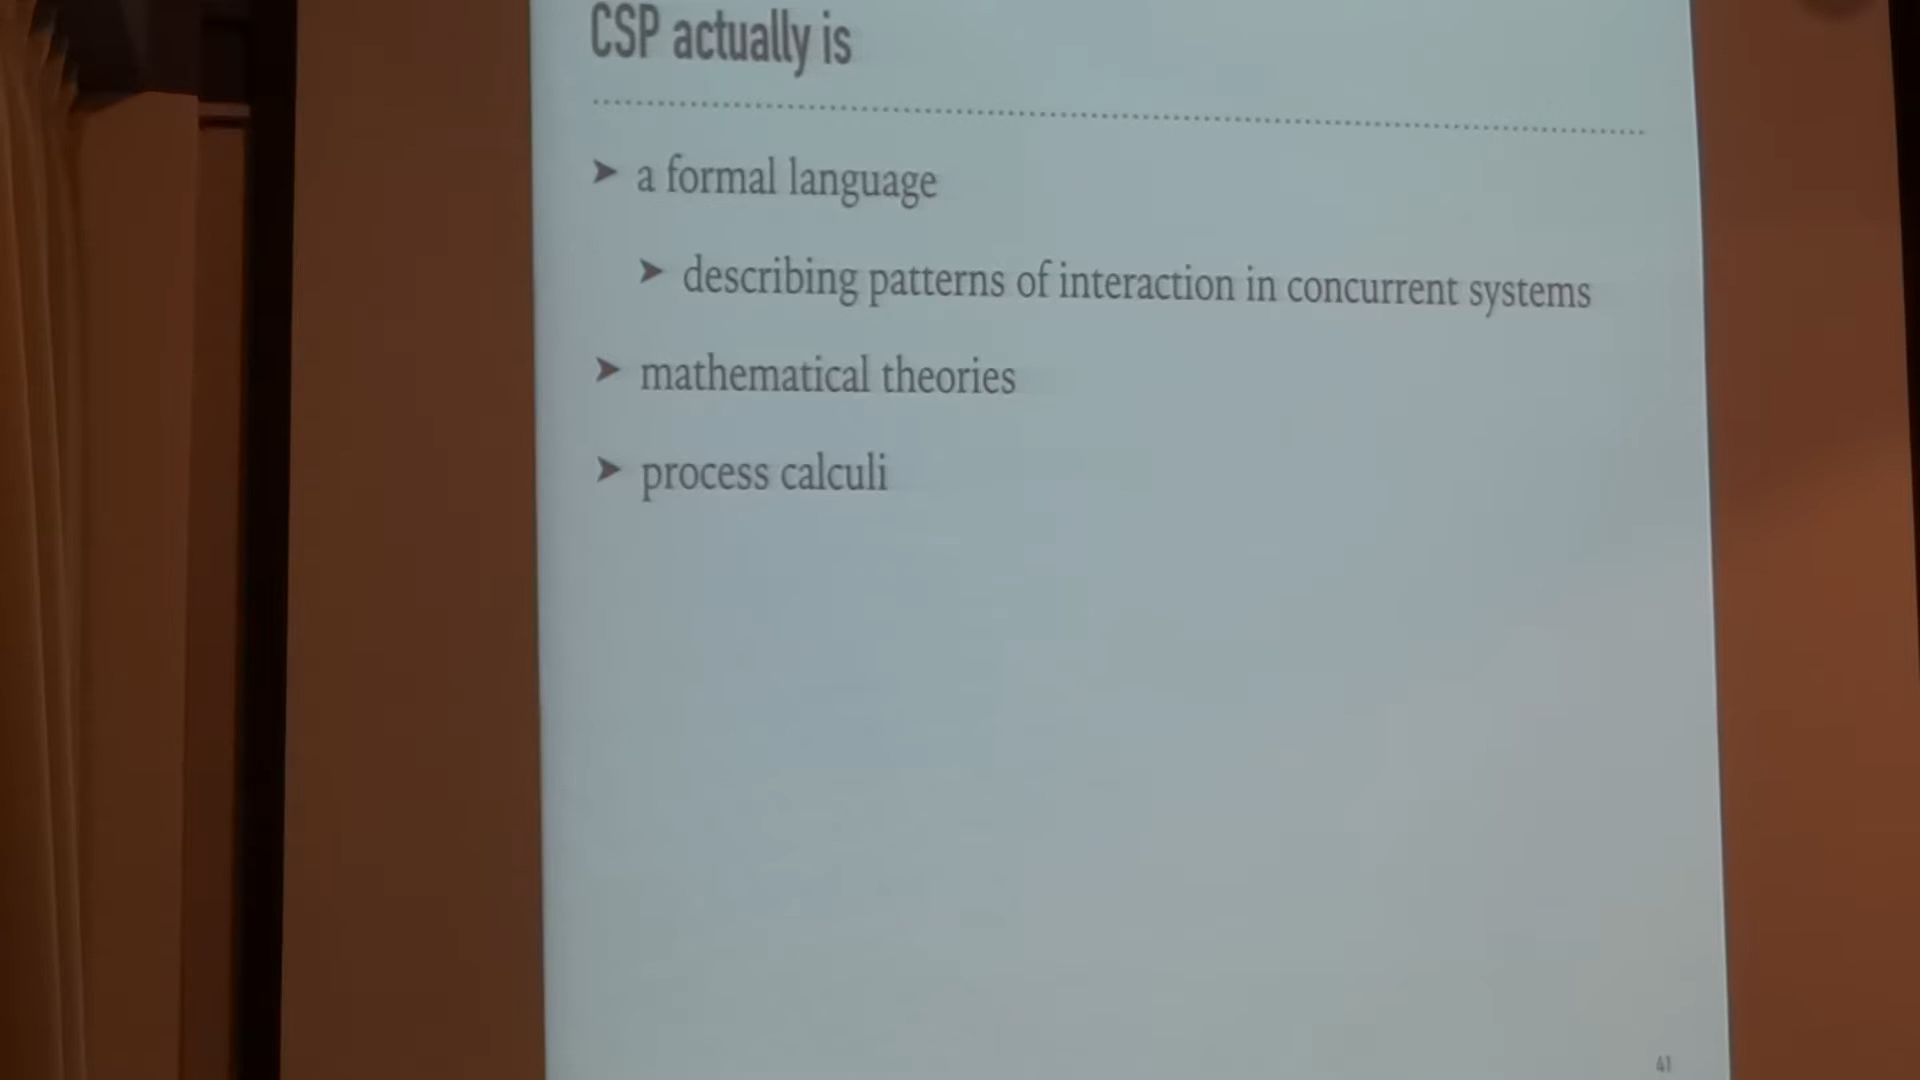 CSP actually is
➤ a formal language
➤ describing patterns of interaction in concurrent systems
➤ mathematical theories
➤ process calculi
41